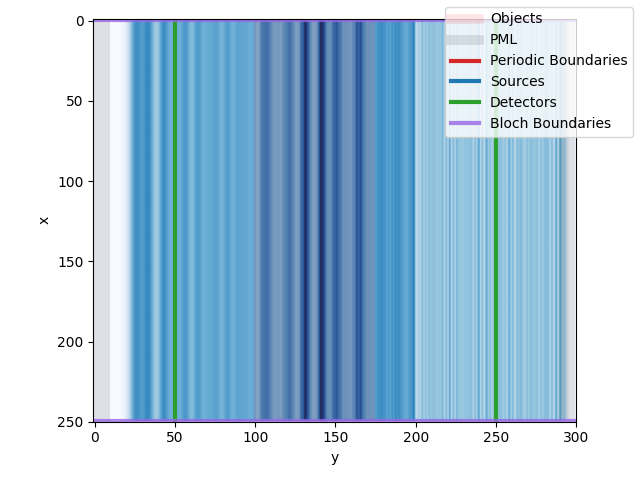 Objects
PML
Periodic Boundaries
Sources
Detectors
Bloch Boundaries
0
50
100
150
200
250
x
0 50 100 150 200 250 300
y